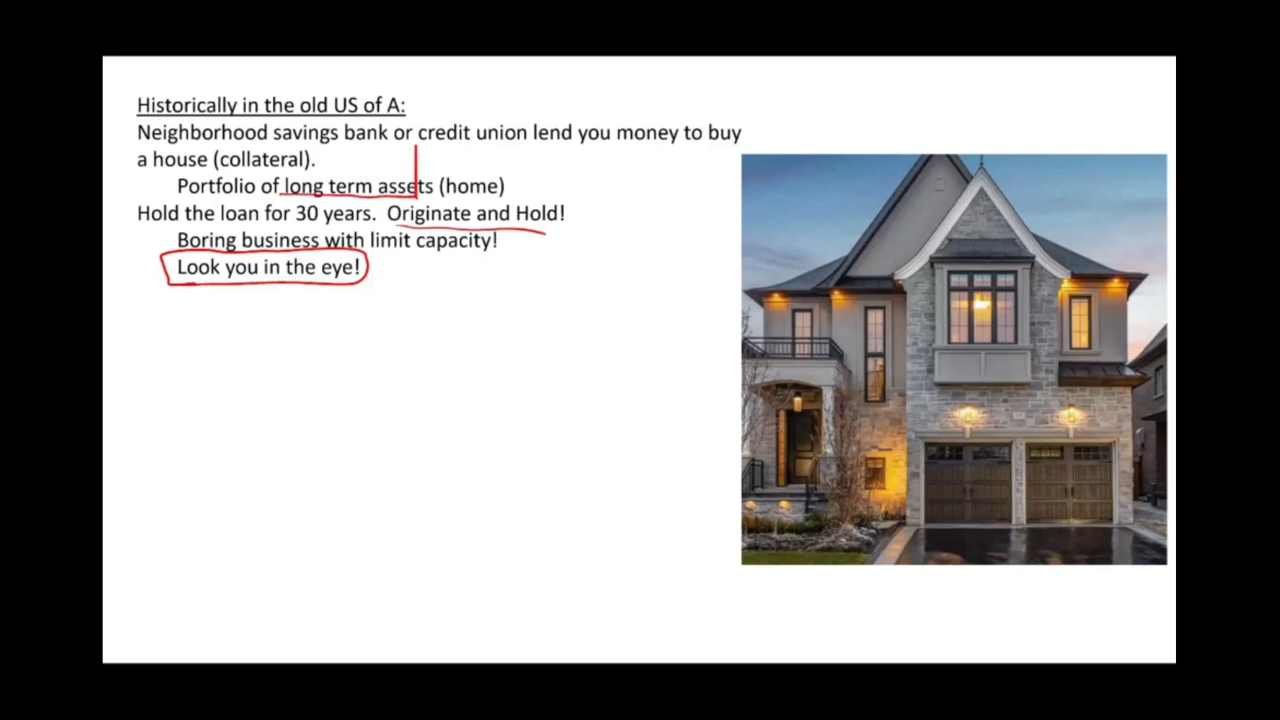 Historically in the old US of A:
Neighborhood savings bank or credit union lend you money to buy
a house (collateral).
Portfolio of long term assets (home)
Hold the loan for 30 years.  Originate and Hold!
Boring business with limit capacity!
Look you in the eye!